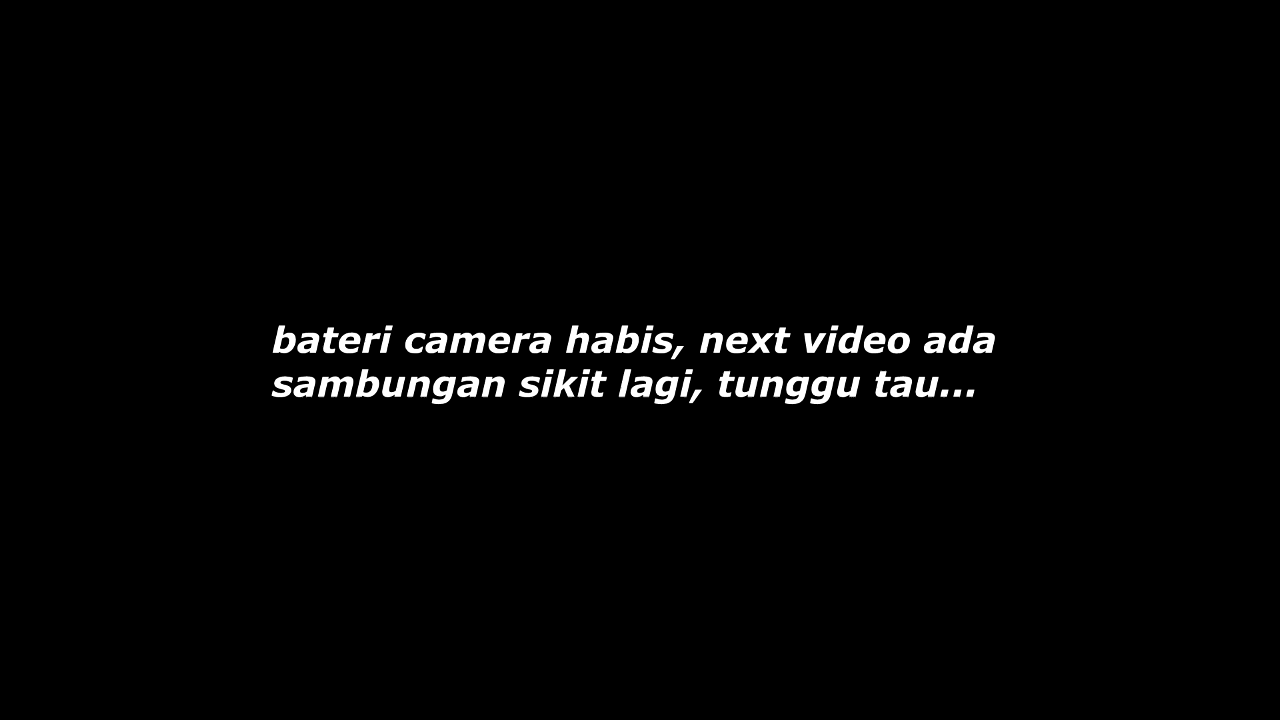 bateri camera habis, next video ada
sambungan sikit lagi, tunggu tau...